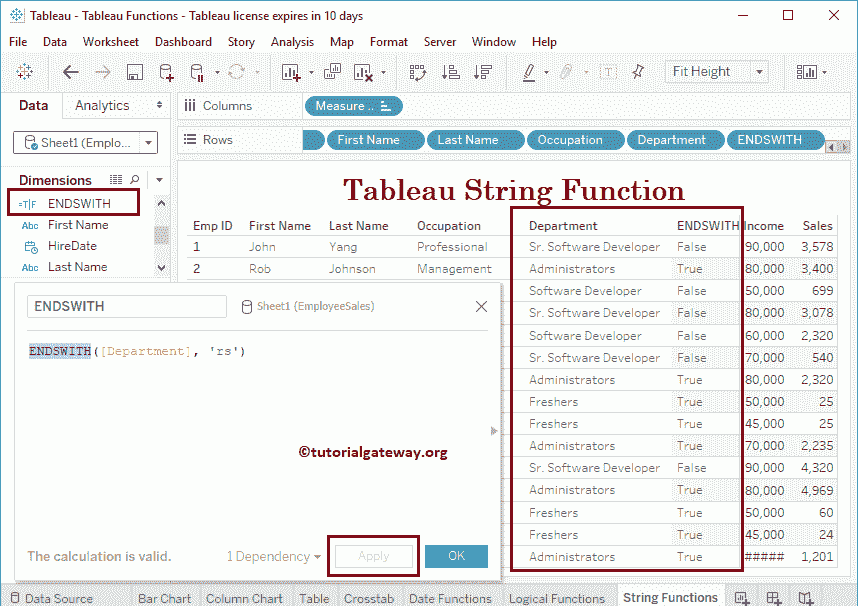 Tableau - Tableau Functions - Tableau license expires in 10 days
File Data Worksheet Dashboard Story Analysis Map Format Server Window Help
Fit Height
Data Analytics
Columns Measure ..
Sheet1 (Emplo...
Rows First Name Last Name Occupation Department ENDSWITH
Dimensions
=T|F ENDSWITH
Abc First Name
HireDate
Abc Last Name
Tableau String Function
Emp ID First Name Last Name Occupation Department ENDSWITH Income Sales
1 John Yang Professional Sr. Software Developer False 90,000 3,578
2 Rob Johnson Management Administrators True 80,000 3,400
Software Developer False 50,000 699
Sr. Software Developer False 80,000 3,078
Software Developer False 60,000 2,320
Sr. Software Developer False 70,000 540
Administrators True 80,000 2,320
Freshers True 50,000 25
Freshers True 45,000 25
Administrators True 70,000 2,235
Sr. Software Developer False 90,000 4,320
Administrators True 80,000 4,969
Freshers True 50,000 60
Freshers True 45,000 24
Administrators True ##### 1,201
ENDSWITH Sheet1 (EmployeeSales)
ENDSWITH([Department], 'rs')
©tutorialgateway.org
The calculation is valid. 1 Dependency Apply OK
Data Source Bar Chart Column Chart Table Crosstab Date Functions Logical Functions String Functions